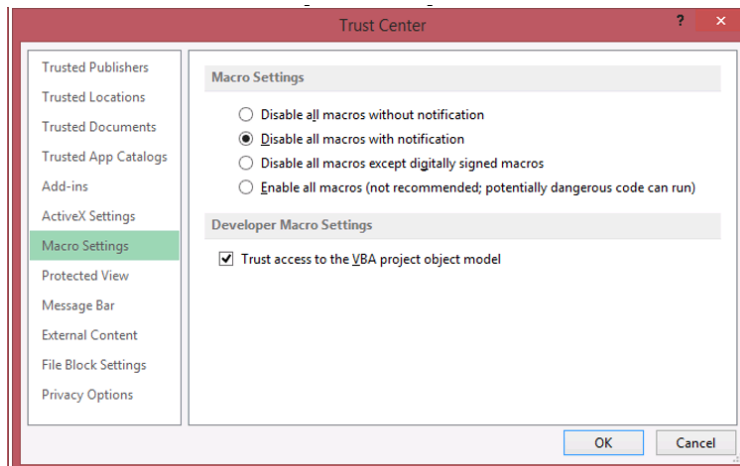 Trust Center
?
Trusted Publishers
Trusted Locations
Trusted Documents
Trusted App Catalogs
Add-ins
ActiveX Settings
Macro Settings
Protected View
Message Bar
External Content
File Block Settings
Privacy Options
Macro Settings
Disable all macros without notification
Disable all macros with notification
Disable all macros except digitally signed macros
Enable all macros (not recommended; potentially dangerous code can run)
Developer Macro Settings
Trust access to the VBA project object model
OK
Cancel